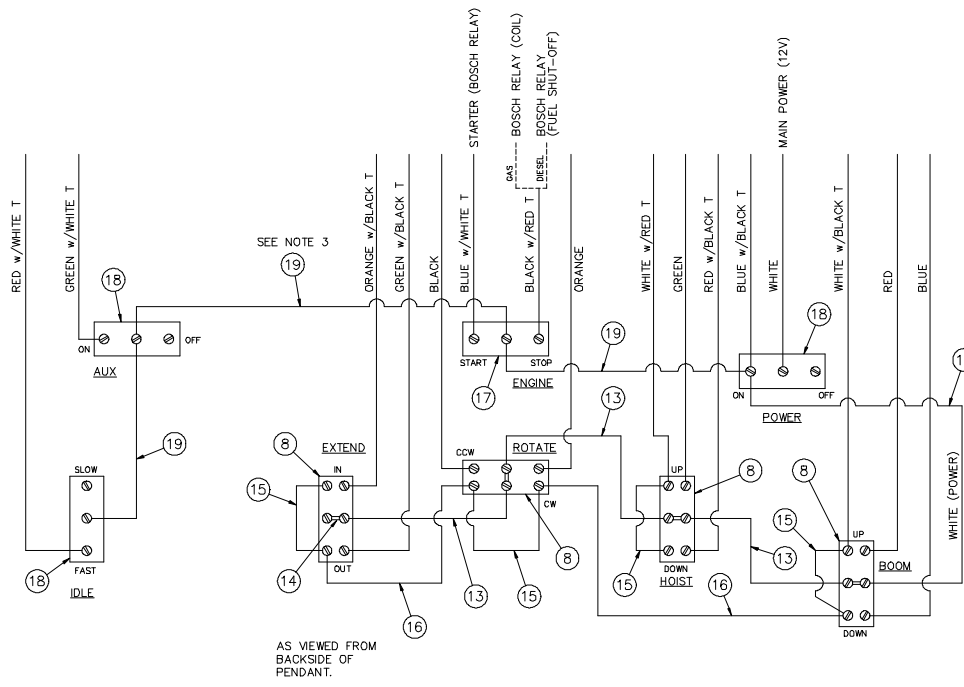 STARTER (BOSCH RELAY)
BOSCH RELAY (COIL)
BOSCH RELAY
(FUEL SHUT-OFF)
MAIN POWER (12V)
GAS
DIESEL
RED w/WHITE T
GREEN w/WHITE T
ORANGE w/BLACK T
GREEN w/BLACK T
BLACK
BLUE w/WHITE T
BLACK w/RED T
ORANGE
WHITE w/RED T
GREEN
RED w/BLACK T
BLUE w/BLACK T
WHITE
WHITE w/BLACK T
RED
BLUE
SEE NOTE 3
18
19
ON
OFF
AUX
START
STOP
17
ENGINE
19
18
ON
OFF
POWER
WHITE (POWER)
SLOW
19
18
FAST
IDLE
8
EXTEND
IN
15
14
OUT
13
16
CCW
ROTATE
13
CW
8
15
UP
8
15
DOWN
HOIST
13
16
8
15
UP
BOOM
DOWN
AS VIEWED FROM
BACKSIDE OF
PENDANT.